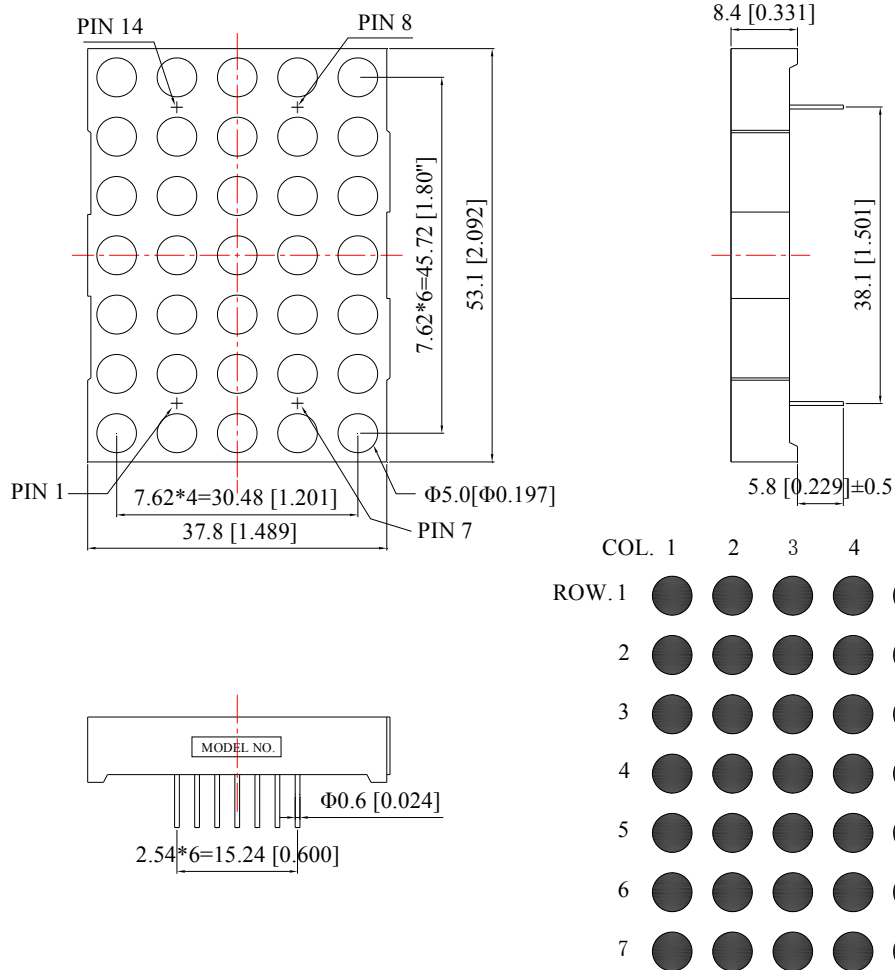 PIN 14
PIN 8
8.4 [0.331]
7.62*6=45.72 [1.80"]
53.1 [2.092]
38.1 [1.501]
PIN 1
7.62*4=30.48 [1.201]
Φ5.0[Φ0.197]
5.8 [0.229]±0.5
37.8 [1.489]
PIN 7
COL. 1 2 3 4
ROW. 1
2
3
MODEL NO.
4
Φ0.6 [0.024]
5
2.54*6=15.24 [0.600]
6
7